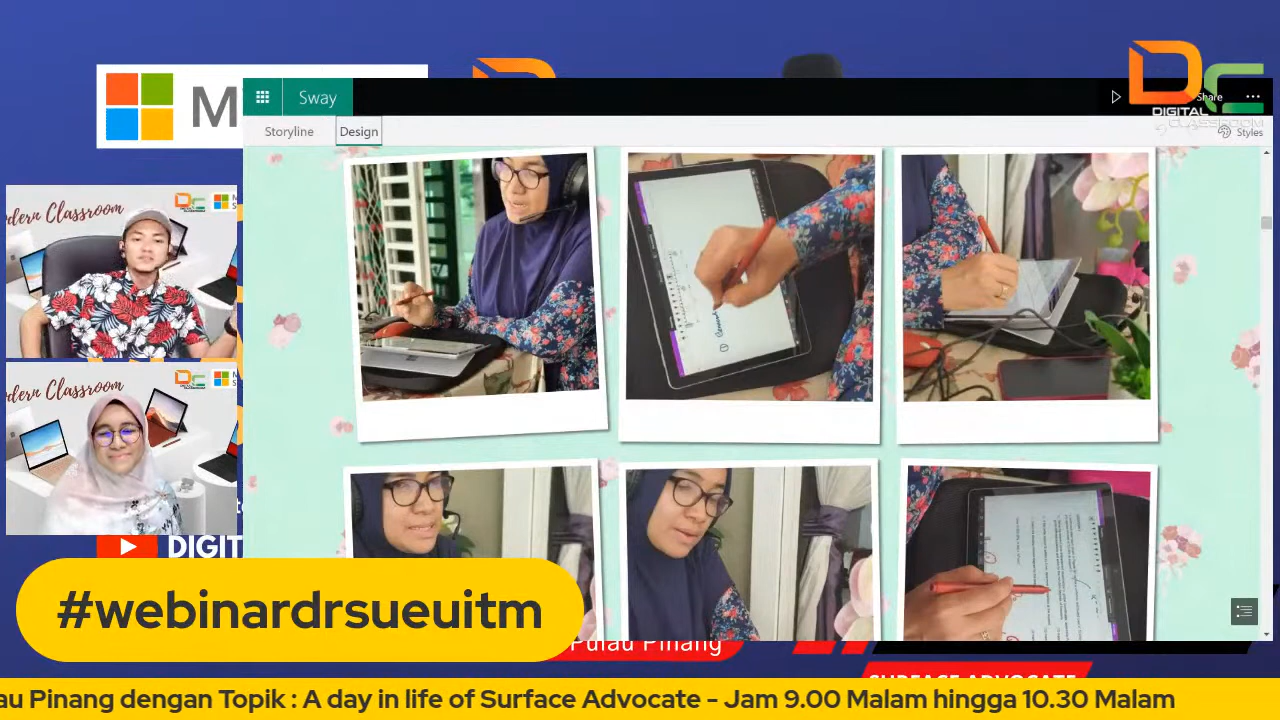 M
Sway
Share
DIGITAL
CLASSROOM
Storyline
Design
Styles
Modern Classroom
Modern Classroom
DIGIT
#webinardrsueuitm
Pulau Pinang
SURFACE ADVOCATE
au Pinang dengan Topik : A day in life of Surface Advocate - Jam 9.00 Malam hingga 10.30 Malam